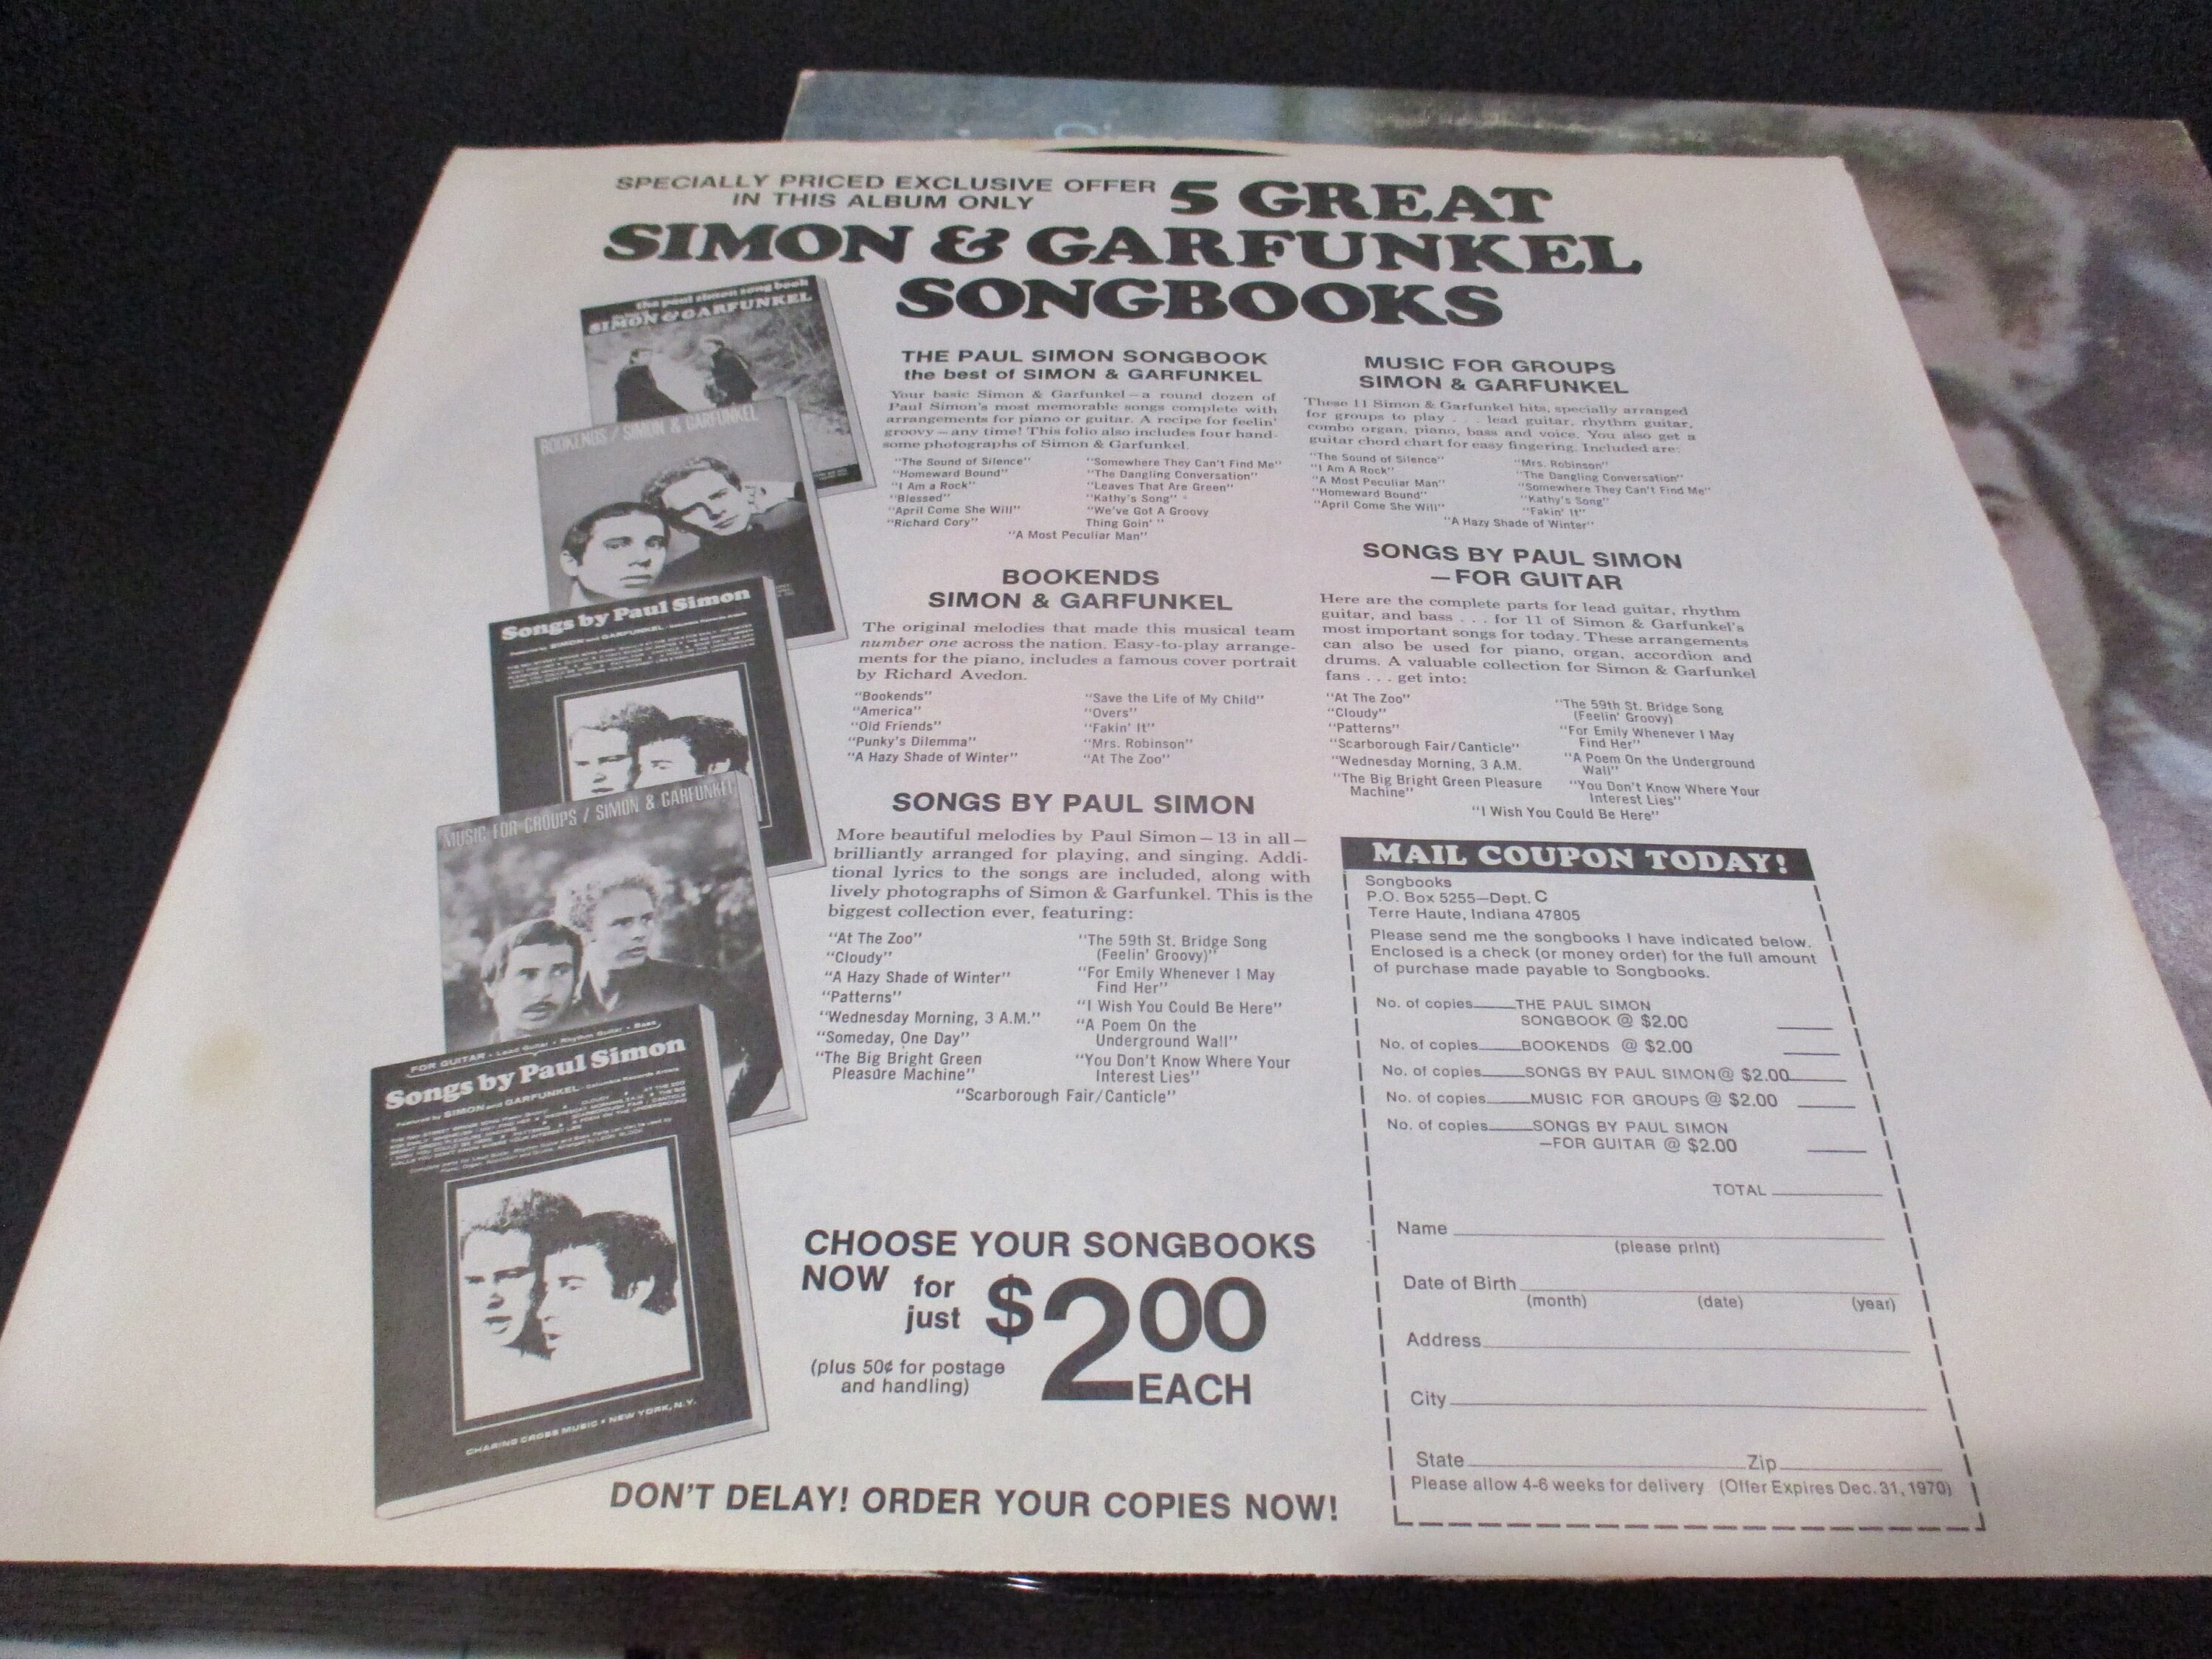 SPECIALLY PRICED EXCLUSIVE OFFER
IN THIS ALBUM ONLY
5 GREAT
SIMON & GARFUNKEL
SONGBOOKS
the paul simon song book
SIMON & GARFUNKEL
BOOKENDS / SIMON & GARFUNKEL
Songs by Paul Simon
MUSIC FOR GROUPS / SIMON & GARFUNKEL
FOR GUITAR • Lead Guitar • Rhythm Guitar • Bass
Songs by Paul Simon
Featured by SIMON and GARFUNKEL - Columbia Records Artists
CHARING CROSS MUSIC • NEW YORK, N.Y.
THE PAUL SIMON SONGBOOK
the best of SIMON & GARFUNKEL
Your basic Simon & Garfunkel—a round dozen of
Paul Simon's most memorable songs complete with
arrangements for piano or guitar. A recipe for feelin'
groovy—any time! This folio also includes four hand-
some photographs of Simon & Garfunkel.
"The Sound of Silence"
"Homeward Bound"
"I Am a Rock"
"Blessed"
"April Come She Will"
"Richard Cory"
"Somewhere They Can't Find Me"
"The Dangling Conversation"
"Leaves That Are Green"
"Kathy's Song"
"We've Got A Groovy
Thing Goin' "
"A Most Peculiar Man"
BOOKENDS
SIMON & GARFUNKEL
The original melodies that made this musical team
number one across the nation. Easy-to-play arrange-
ments for the piano, includes a famous cover portrait
by Richard Avedon.
"Bookends"
"America"
"Old Friends"
"Punky's Dilemma"
"A Hazy Shade of Winter"
"Save the Life of My Child"
"Overs"
"Fakin' It"
"Mrs. Robinson"
"At The Zoo"
SONGS BY PAUL SIMON
More beautiful melodies by Paul Simon—13 in all—
brilliantly arranged for playing, and singing. Addi-
tional lyrics to the songs are included, along with
lively photographs of Simon & Garfunkel. This is the
biggest collection ever, featuring:
"At The Zoo"
"Cloudy"
"A Hazy Shade of Winter"
"Patterns"
"Wednesday Morning, 3 A.M."
"Someday, One Day"
"The Big Bright Green
Pleasure Machine"
"The 59th St. Bridge Song
(Feelin' Groovy)"
"For Emily Whenever I May
Find Her"
"I Wish You Could Be Here"
"A Poem On the
Underground Wall"
"You Don't Know Where Your
Interest Lies"
"Scarborough Fair/Canticle"
MUSIC FOR GROUPS
SIMON & GARFUNKEL
These 11 Simon & Garfunkel hits, specially arranged
for groups to play . . . lead guitar, rhythm guitar,
combo organ, piano, bass and voice. You also get a
guitar chord chart for easy fingering. Included are:
"The Sound of Silence"
"I Am A Rock"
"A Most Peculiar Man"
"Homeward Bound"
"April Come She Will"
"Mrs. Robinson"
"The Dangling Conversation"
"Somewhere They Can't Find Me"
"Kathy's Song"
"Fakin' It"
"A Hazy Shade of Winter"
SONGS BY PAUL SIMON
—FOR GUITAR
Here are the complete parts for lead guitar, rhythm
guitar, and bass . . . for 11 of Simon & Garfunkel's
most important songs for today. These arrangements
can also be used for piano, organ, accordion and
drums. A valuable collection for Simon & Garfunkel
fans . . . get into:
"At The Zoo"
"Cloudy"
"Patterns"
"Scarborough Fair/Canticle"
"Wednesday Morning, 3 A.M.
"The Big Bright Green Pleasure
Machine"
"The 59th St. Bridge Song
(Feelin' Groovy)
"For Emily Whenever I May
Find Her"
"A Poem On the Underground
Wall"
"You Don't Know Where Your
Interest Lies"
"I Wish You Could Be Here"
CHOOSE YOUR SONGBOOKS
NOW for just $2.00 EACH
(plus 50¢ for postage
and handling)
DON'T DELAY! ORDER YOUR COPIES NOW!
MAIL COUPON TODAY!
Songbooks
P.O. Box 5255—Dept. C
Terre Haute, Indiana 47805
Please send me the songbooks I have indicated below.
Enclosed is a check (or money order) for the full amount
of purchase made payable to Songbooks.
No. of copies THE PAUL SIMON
SONGBOOK @ $2.00
No. of copies BOOKENDS @ $2.00
No. of copies SONGS BY PAUL SIMON @ $2.00
No. of copies MUSIC FOR GROUPS @ $2.00
No. of copies SONGS BY PAUL SIMON
—FOR GUITAR @ $2.00
TOTAL
Name
(please print)
Date of Birth
(month) (date) (year)
Address
City
State Zip
Please allow 4-6 weeks for delivery (Offer Expires Dec. 31, 1970)